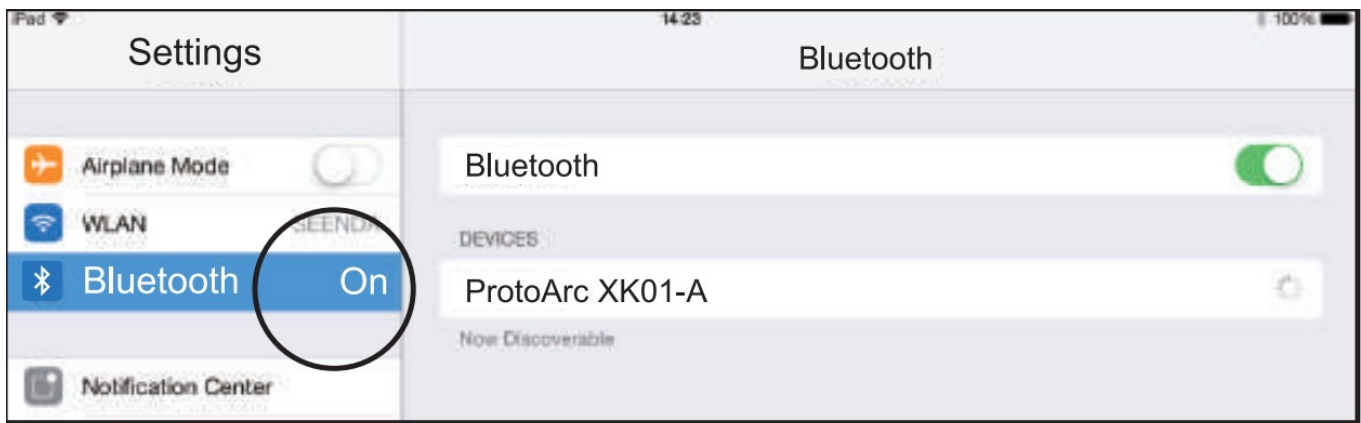 iPad 14:23 100%
Settings
Bluetooth
Airplane Mode
WLAN SEENDA
Bluetooth On
Notification Center
Bluetooth
DEVICES
ProtoArc XK01-A
Now Discoverable